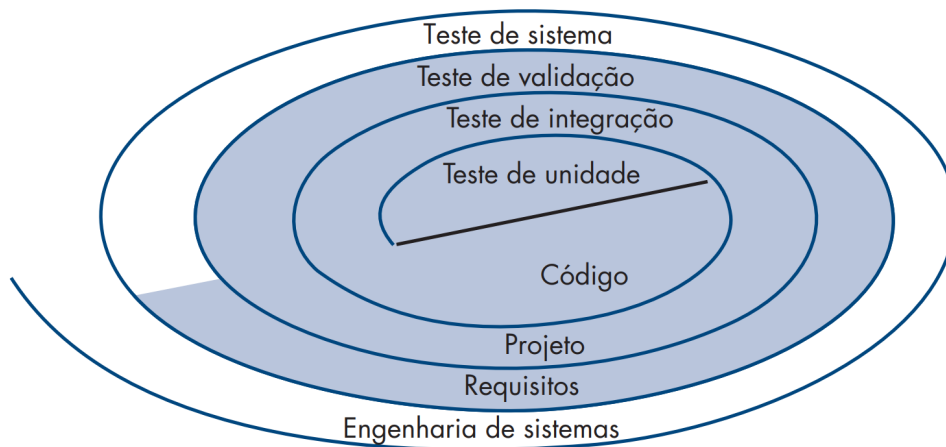 Teste de sistema
Teste de validação
Teste de integração
Teste de unidade
Código
Projeto
Requisitos
Engenharia de sistemas